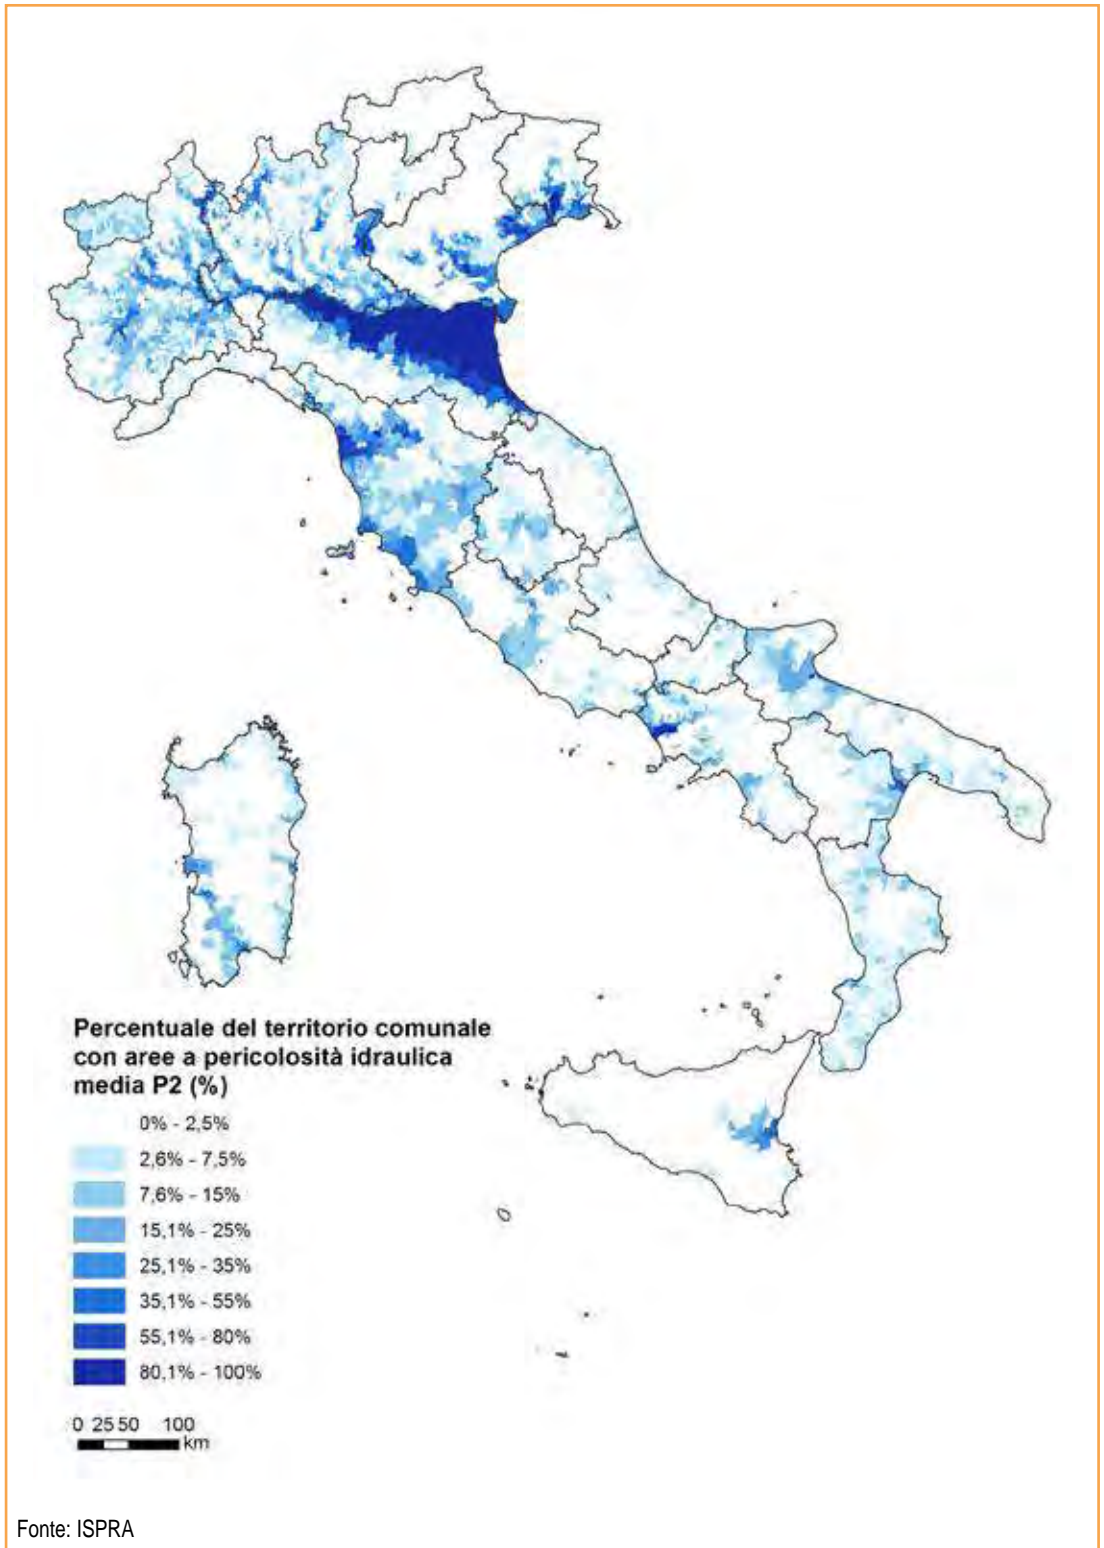 Percentuale del territorio comunale
con aree a pericolosità idraulica
media P2 (%)
0% - 2,5%
2,6% - 7,5%
7,6% - 15%
15,1% - 25%
25,1% - 35%
35,1% - 55%
55,1% - 80%
80,1% - 100%
0 25 50 100
km
Fonte: ISPRA